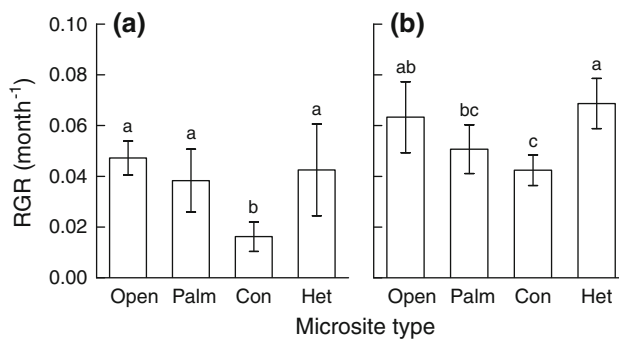 (a)
(b)
RGR (month⁻¹)
0.10
0.08
0.06
0.04
0.02
0.00
a a b a
ab bc c a
Open Palm Con Het
Open Palm Con Het
Microsite type